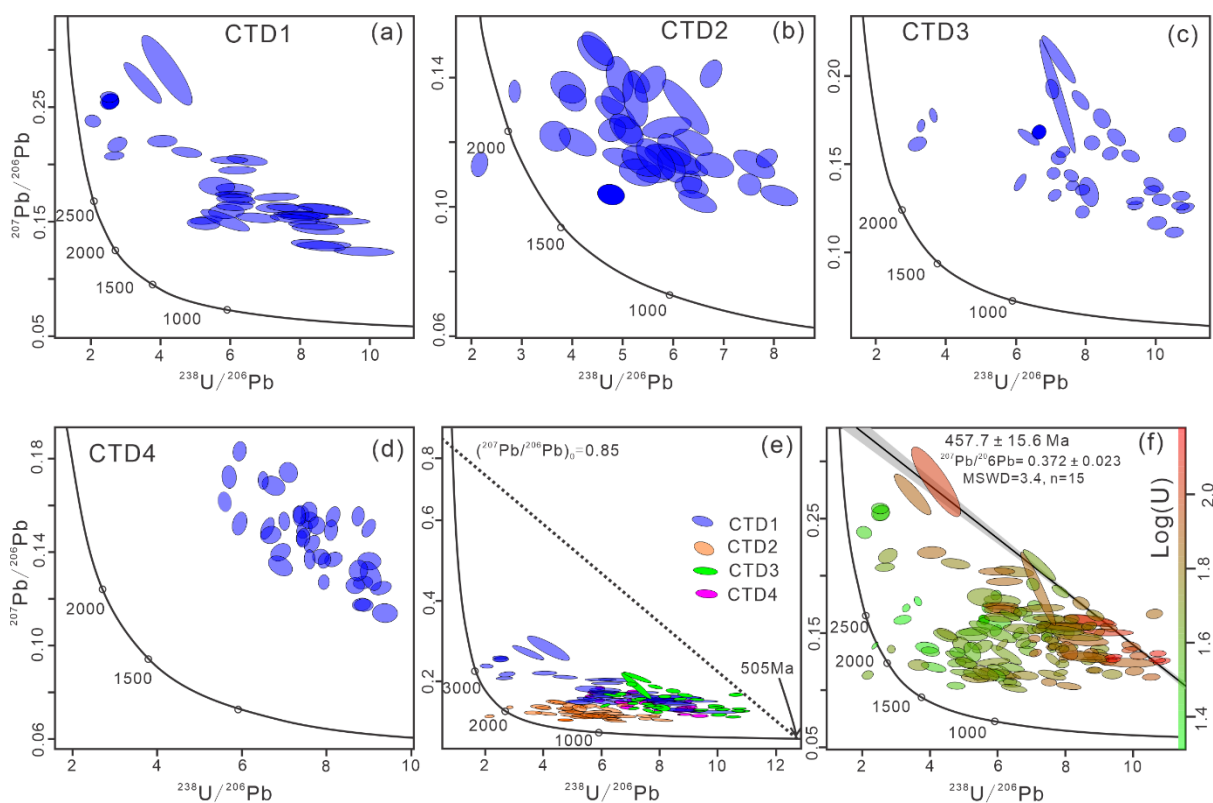 CTD1
(a)
²⁰⁷Pb/²⁰⁶Pb
0.25
0.15
0.05
2500
2000
1500
1000
2 4 6 8 10
²³⁸U/²⁰⁶Pb
CTD2
(b)
0.14
0.10
0.06
2000
1500
1000
2 3 4 5 6 7 8
²³⁸U/²⁰⁶Pb
CTD3
(c)
0.20
0.15
0.10
2000
1500
1000
2 4 6 8 10
²³⁸U/²⁰⁶Pb
CTD4
(d)
²⁰⁷Pb/²⁰⁶Pb
0.18
0.14
0.10
0.06
2000
1500
2 4 6 8 10
²³⁸U/²⁰⁶Pb
(e)
(²⁰⁷Pb/²⁰⁶Pb)₀=0.85
0.8
0.6
0.4
0.2
CTD1
CTD2
CTD3
CTD4
505Ma
3000
2000
1000
2 4 6 8 10 12
²³⁸U/²⁰⁶Pb
(f)
457.7 ± 15.6 Ma
²⁰⁷Pb/²⁰6Pb= 0.372 ± 0.023
MSWD=3.4, n=15
0.25
0.15
0.05
2500
2000
1500
1000
2 4 6 8 10
²³⁸U/²⁰⁶Pb
Log(U)
2.0
1.8
1.6
1.4